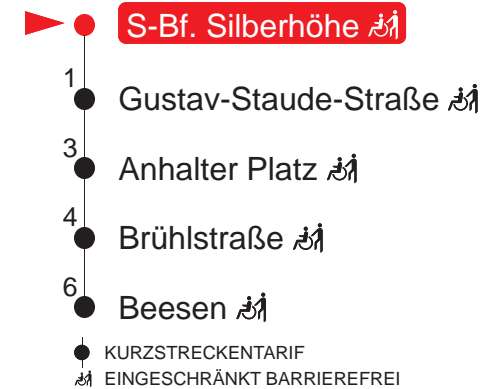 S-Bf. Silberhöhe
1
Gustav-Staude-Straße
3
Anhalter Platz
4
Brühlstraße
6
Beesen
KURZSTRECKENTARIF
EINGESCHRÄNKT BARRIEREFREI